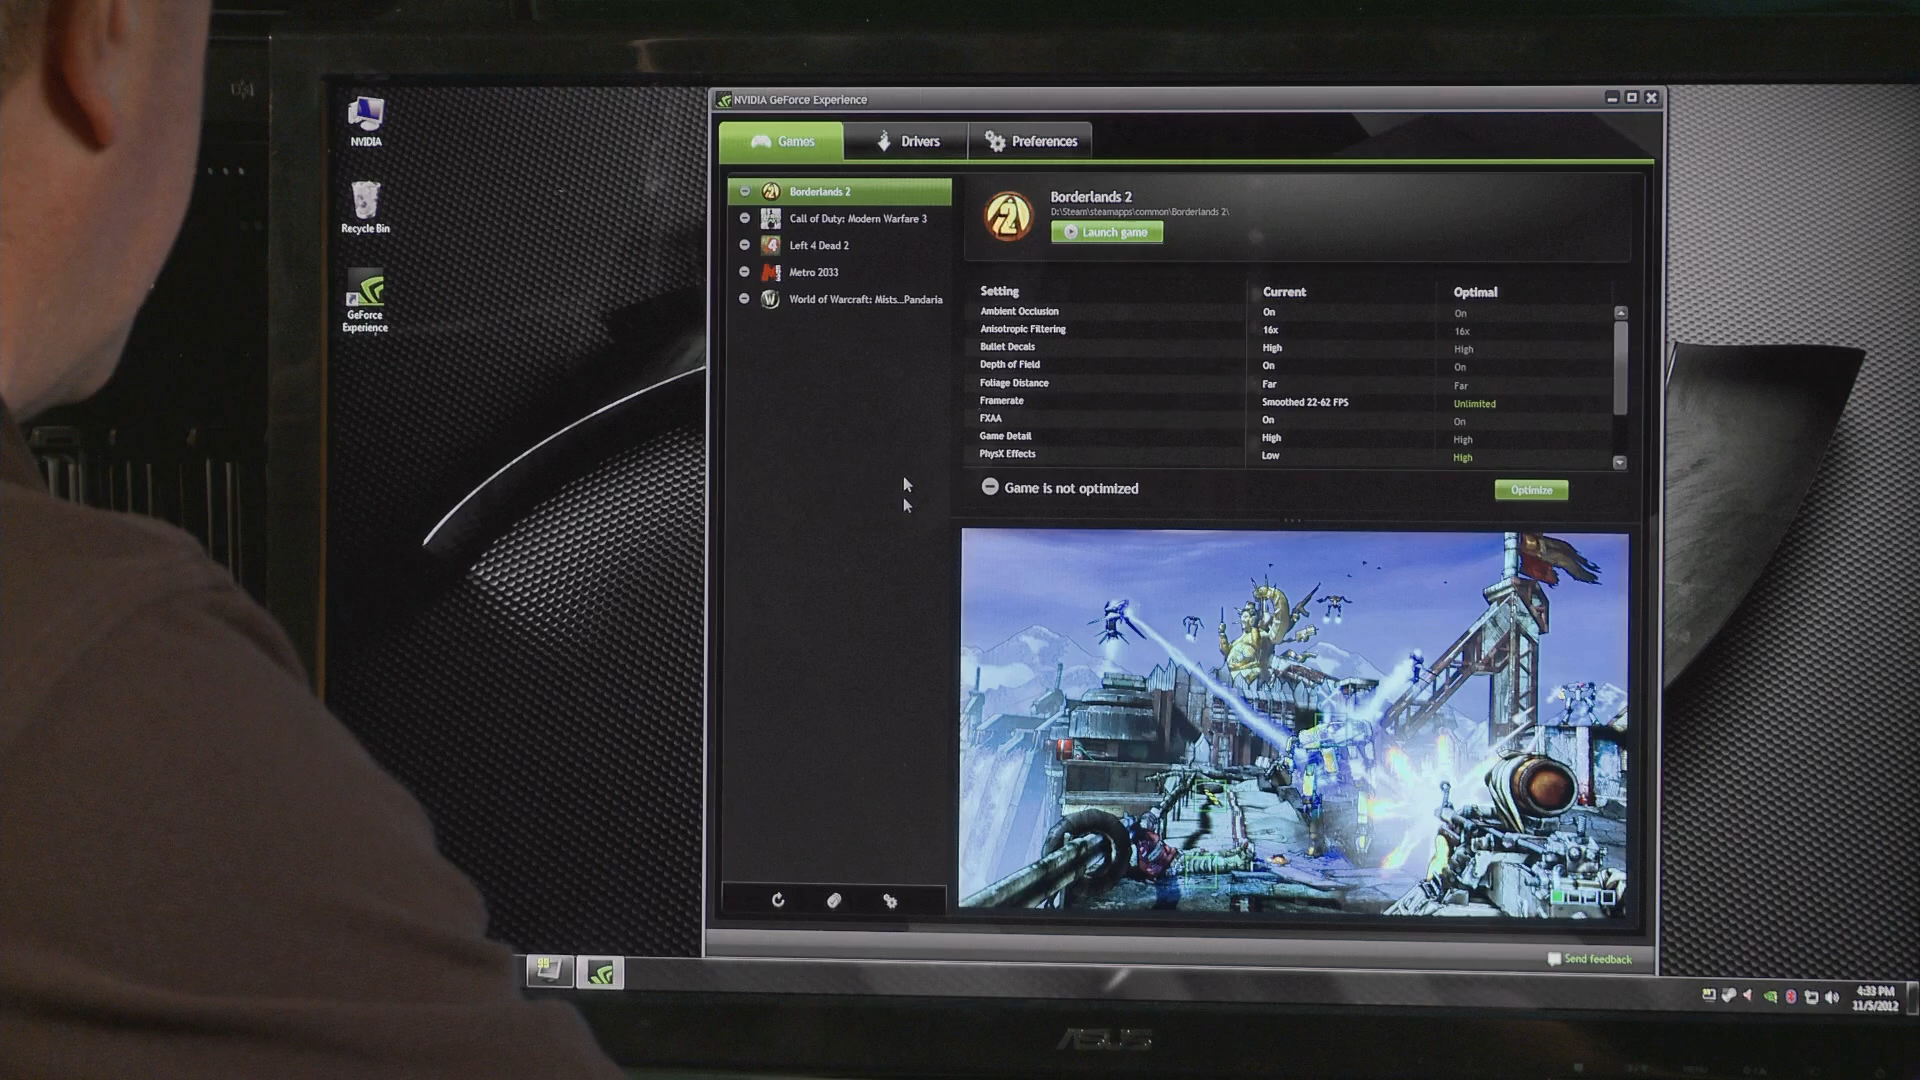 NVIDIA
Recycle Bin
GeForce
Experience
NVIDIA GeForce Experience
Games
Drivers
Preferences
Borderlands 2
Call of Duty: Modern Warfare 3
Left 4 Dead 2
Metro 2033
World of Warcraft: Mists...Pandaria
Borderlands 2
D:\Steam\steamapps\common\Borderlands 2\
Launch game
Setting Current Optimal
Ambient Occlusion On On
Anisotropic Filtering 16x 16x
Bullet Decals High High
Depth of Field On On
Foliage Distance Far Far
Framerate Smoothed 22-62 FPS Unlimited
FXAA On On
Game Detail High High
PhysX Effects Low High
Game is not optimized
Optimize
Send feedback
99
4:33 PM
11/5/2012
ASUS